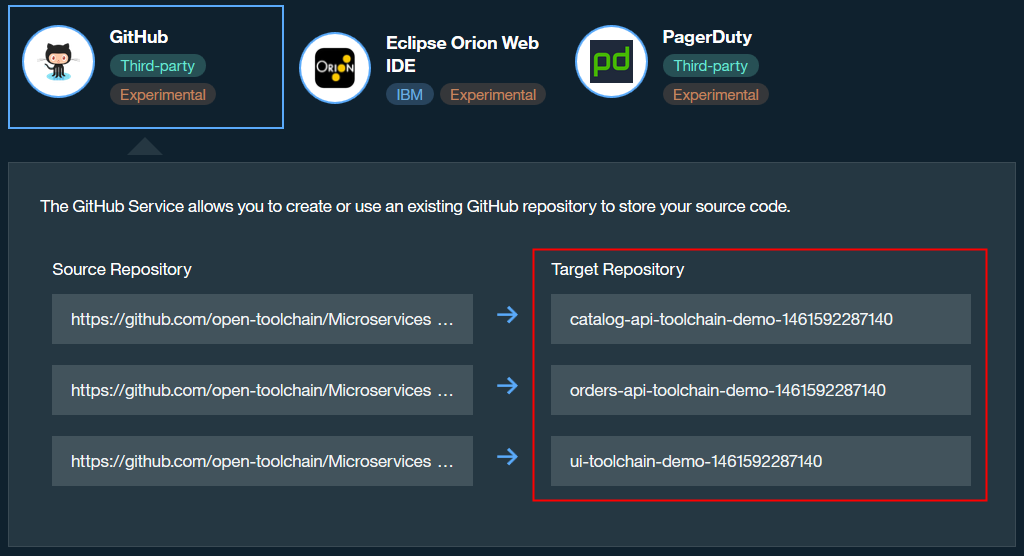 GitHub
Third-party
Experimental
ORION
Eclipse Orion Web
IDE
IBM Experimental
pd
PagerDuty
Third-party
Experimental
The GitHub Service allows you to create or use an existing GitHub repository to store your source code.
Source Repository
Target Repository
https://github.com/open-toolchain/Microservices ...
catalog-api-toolchain-demo-1461592287140
https://github.com/open-toolchain/Microservices ...
orders-api-toolchain-demo-1461592287140
https://github.com/open-toolchain/Microservices ...
ui-toolchain-demo-1461592287140